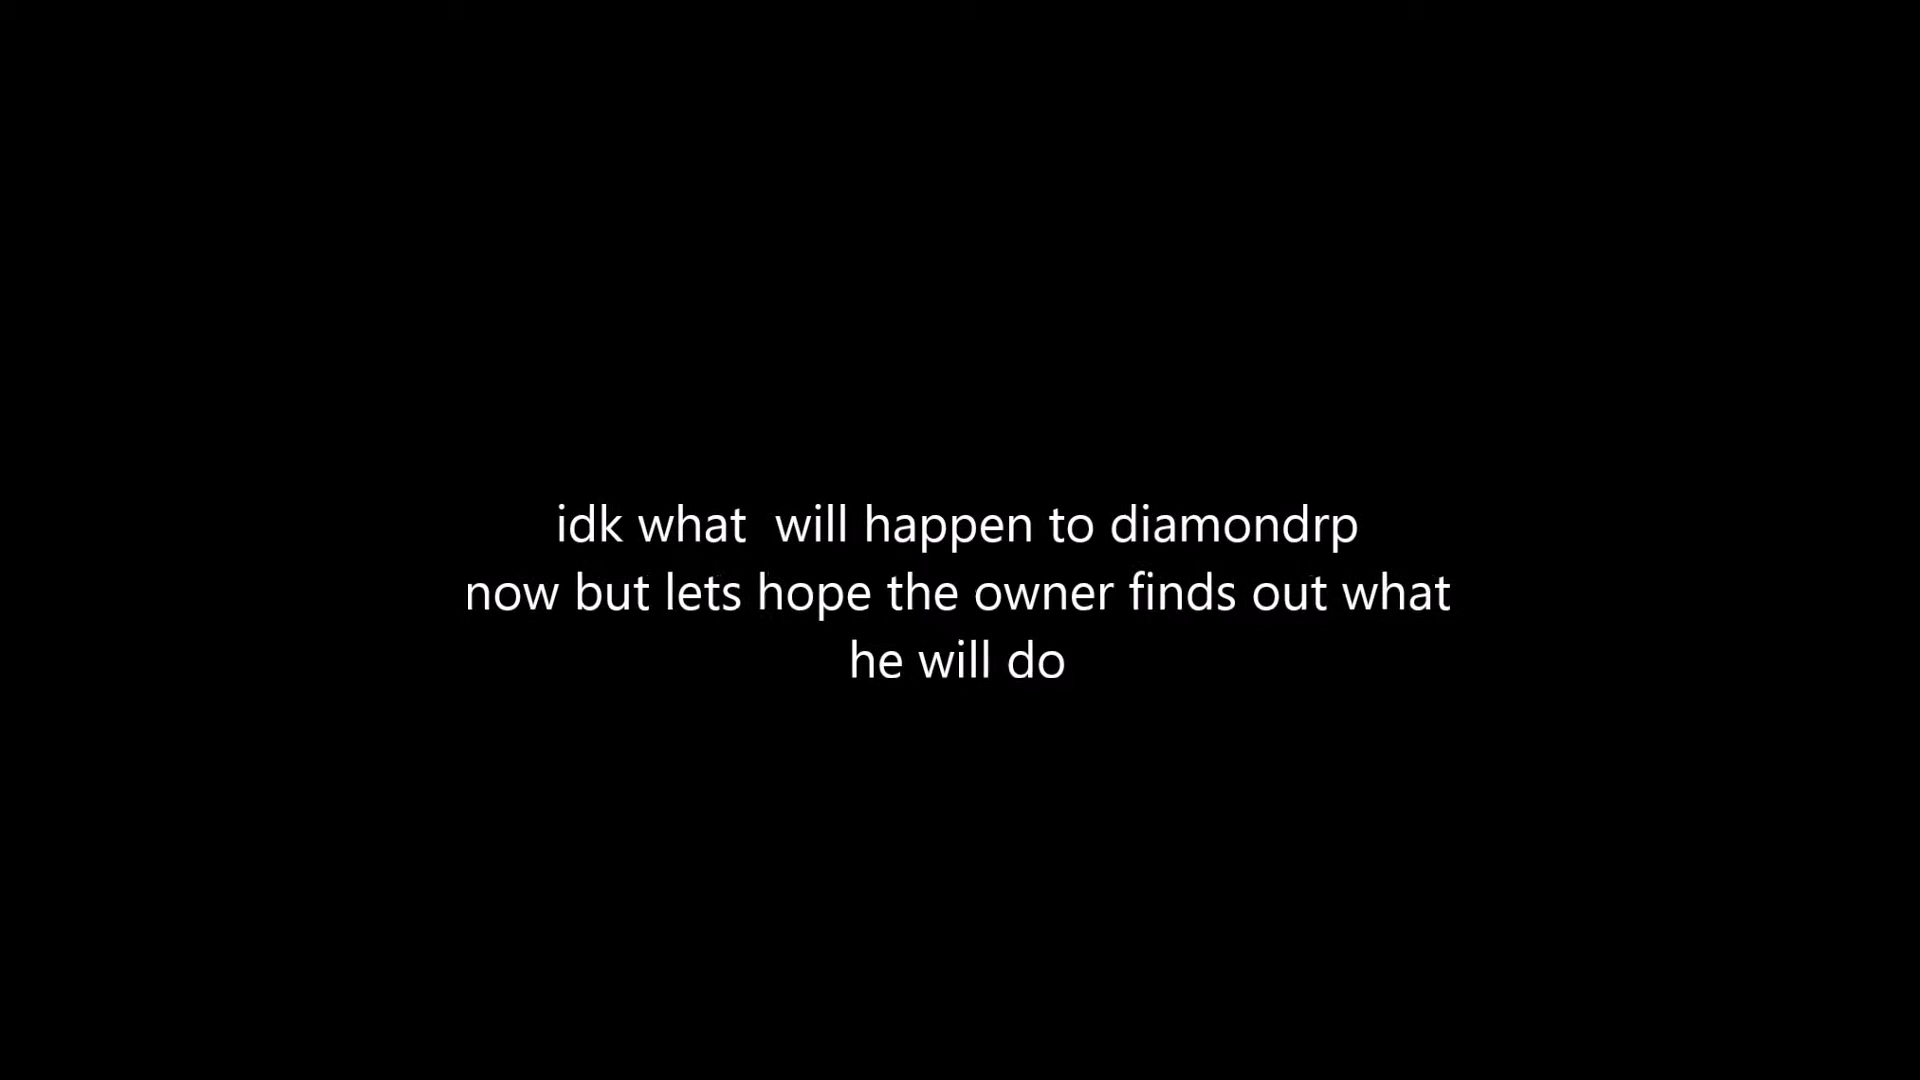 idk what  will happen to diamondrp
now but lets hope the owner finds out what
he will do